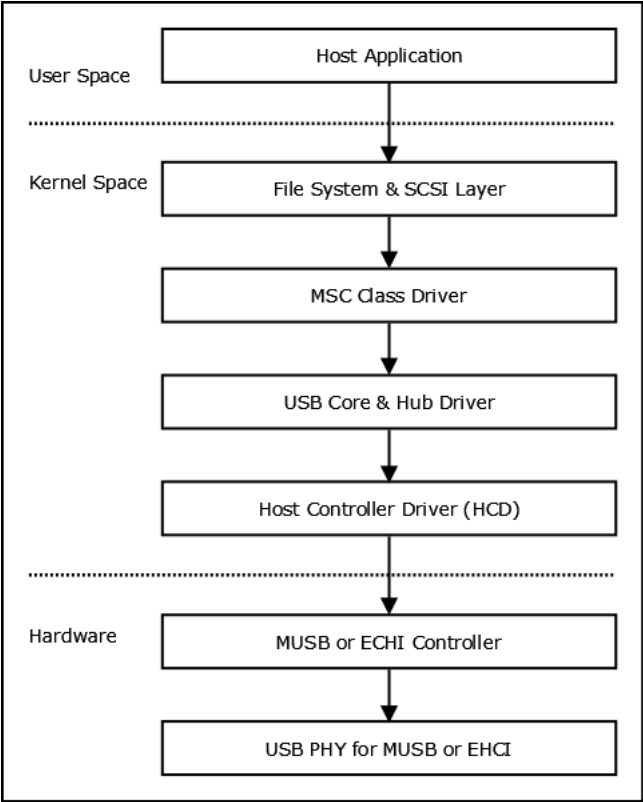 Host Application
User Space
Kernel Space
File System & SCSI Layer
MSC Class Driver
USB Core & Hub Driver
Host Controller Driver (HCD)
Hardware
MUSB or ECHI Controller
USB PHY for MUSB or EHCI